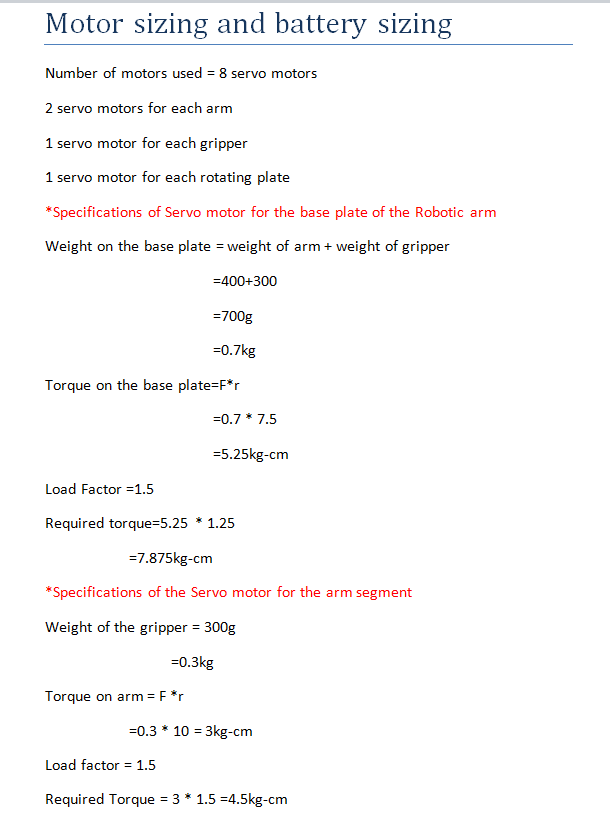 Motor sizing and battery sizing
Number of motors used = 8 servo motors
2 servo motors for each arm
1 servo motor for each gripper
1 servo motor for each rotating plate
*Specifications of Servo motor for the base plate of the Robotic arm
Weight on the base plate = weight of arm + weight of gripper
=400+300
=700g
=0.7kg
Torque on the base plate=F*r
=0.7 * 7.5
=5.25kg-cm
Load Factor =1.5
Required torque=5.25 * 1.25
=7.875kg-cm
*Specifications of the Servo motor for the arm segment
Weight of the gripper = 300g
=0.3kg
Torque on arm = F *r
=0.3 * 10 = 3kg-cm
Load factor = 1.5
Required Torque = 3 * 1.5 =4.5kg-cm